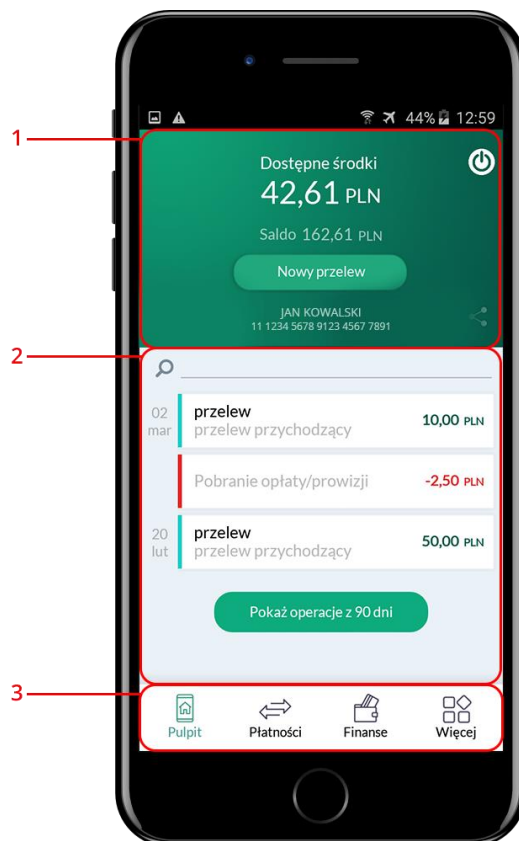 44% 12:59
1
Dostępne środki
42,61 PLN
Saldo 162,61 PLN
Nowy przelew
JAN KOWALSKI
11 1234 5678 9123 4567 7891
2
02 mar
przelew
przelew przychodzący
10,00 PLN
Pobranie opłaty/prowizji
-2,50 PLN
20 lut
przelew
przelew przychodzący
50,00 PLN
Pokaż operacje z 90 dni
3
Pulpit
Płatności
Finanse
Więcej